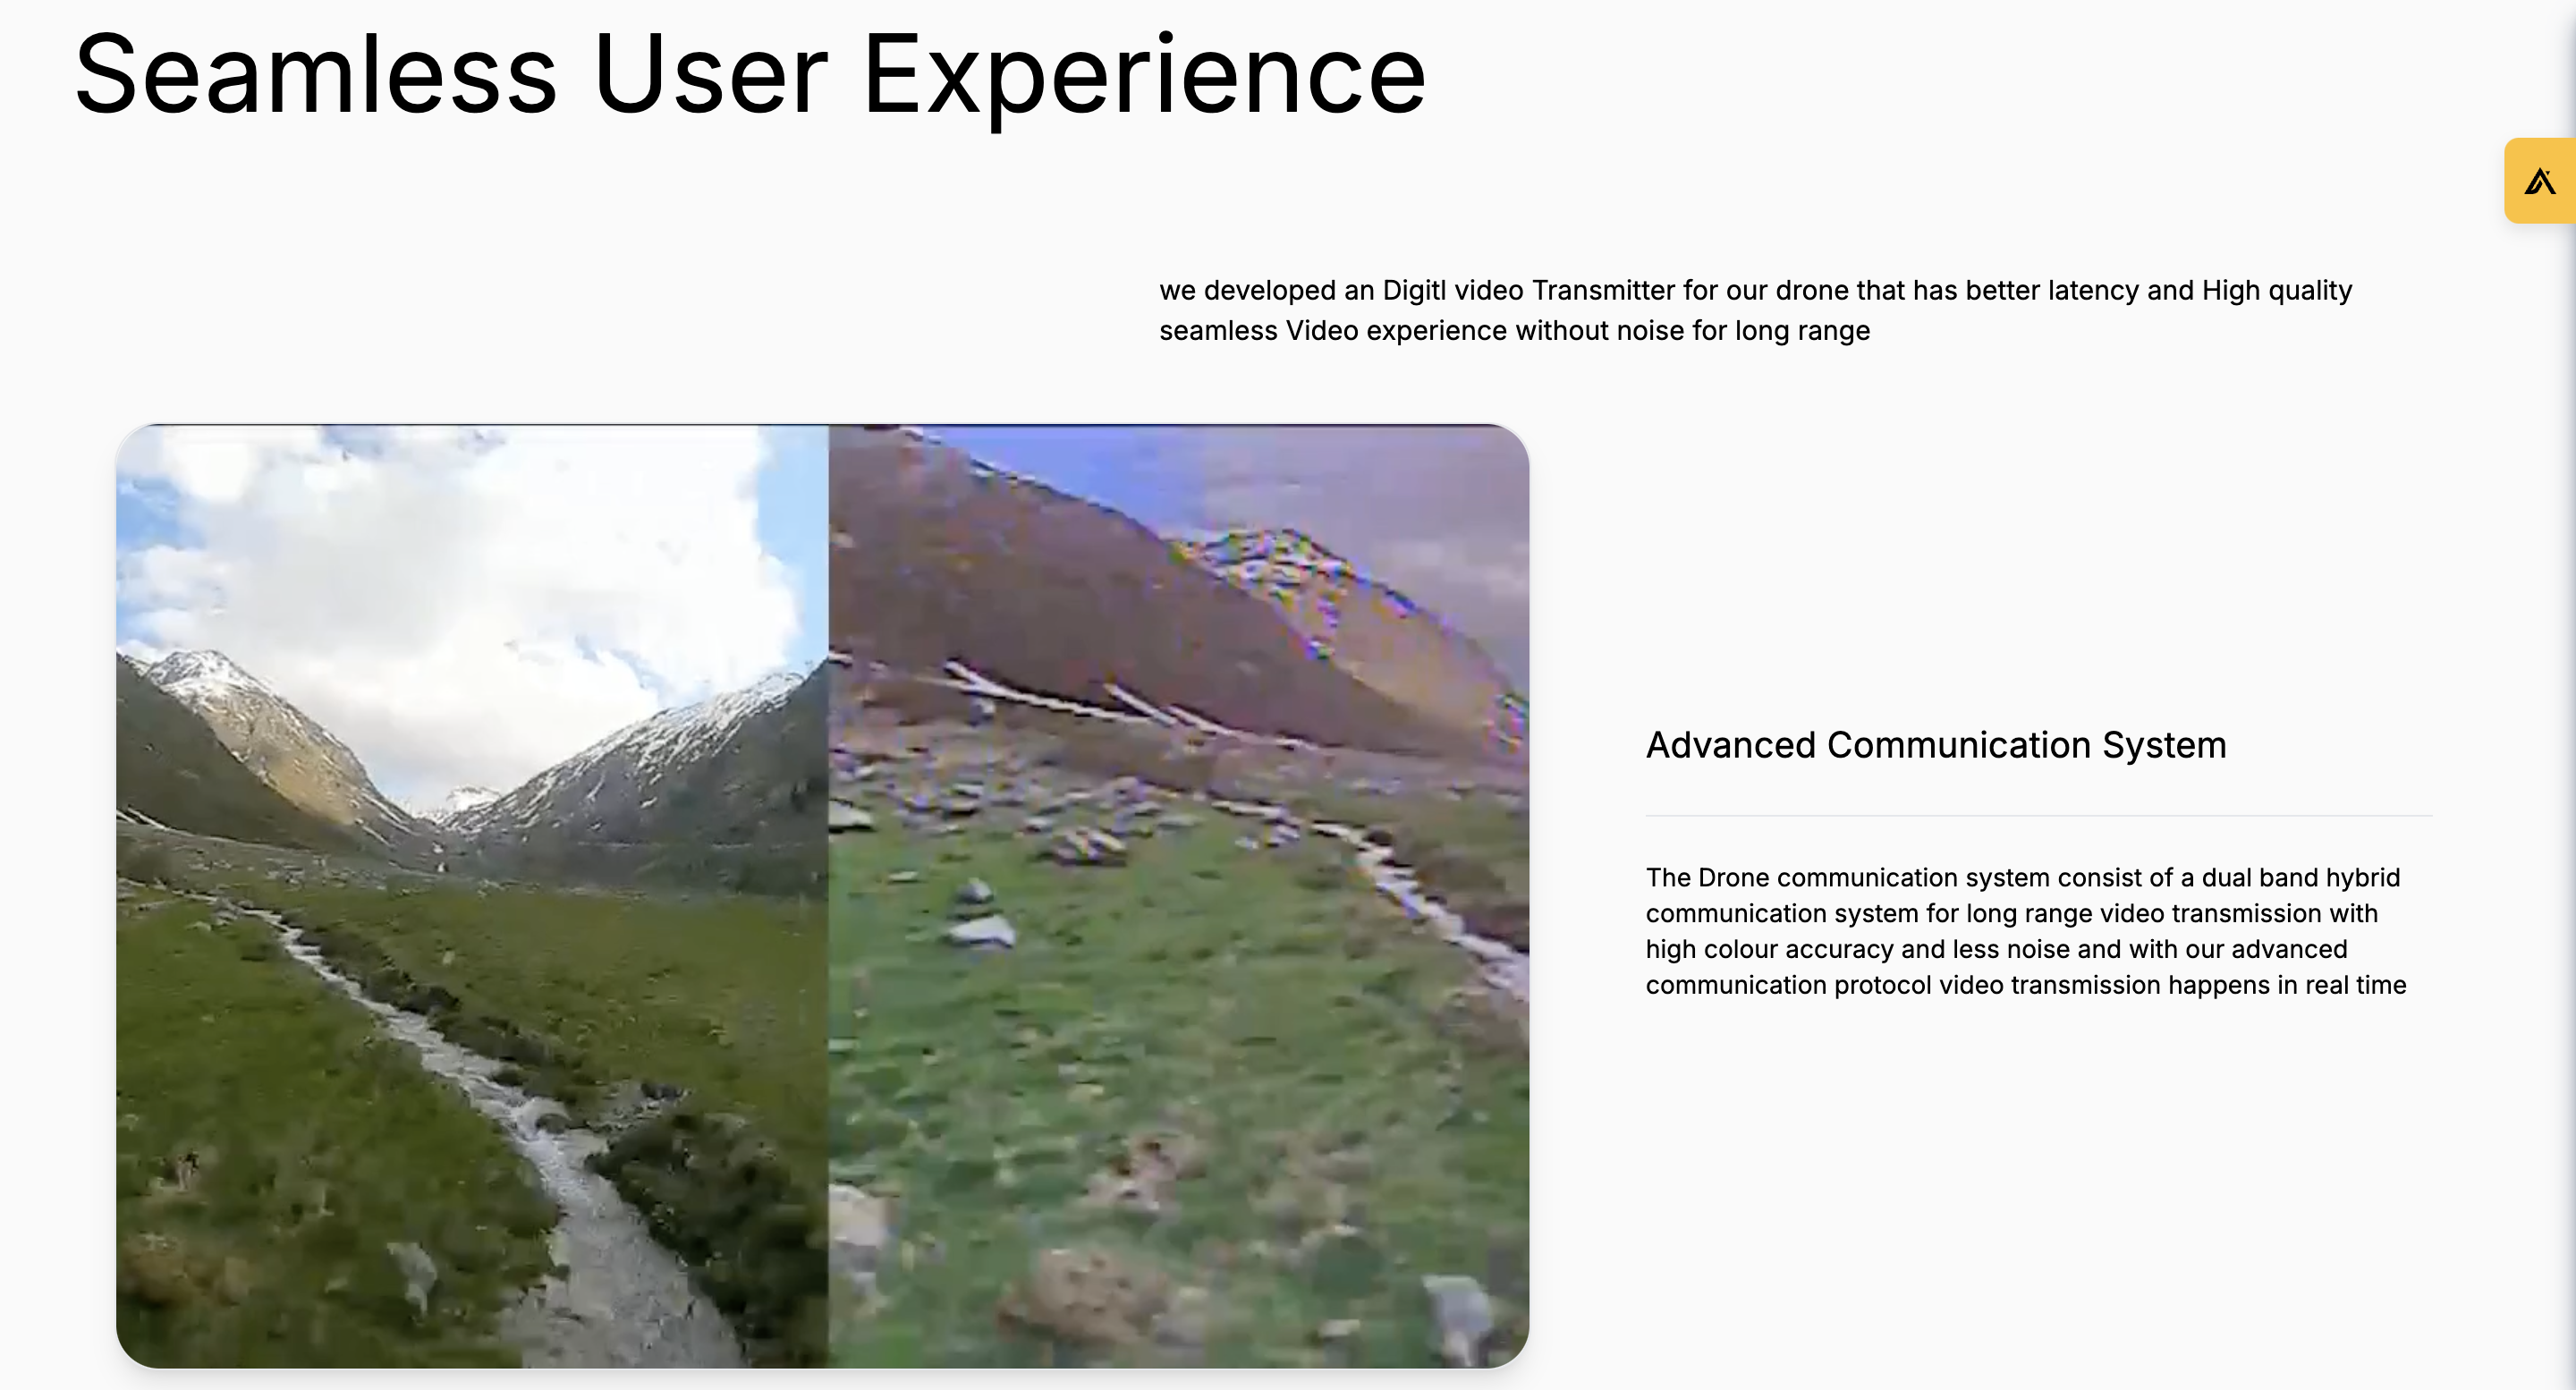 Seamless User Experience
we developed an Digitl video Transmitter for our drone that has better latency and High quality
seamless Video experience without noise for long range
Advanced Communication System
The Drone communication system consist of a dual band hybrid
communication system for long range video transmission with
high colour accuracy and less noise and with our advanced
communication protocol video transmission happens in real time